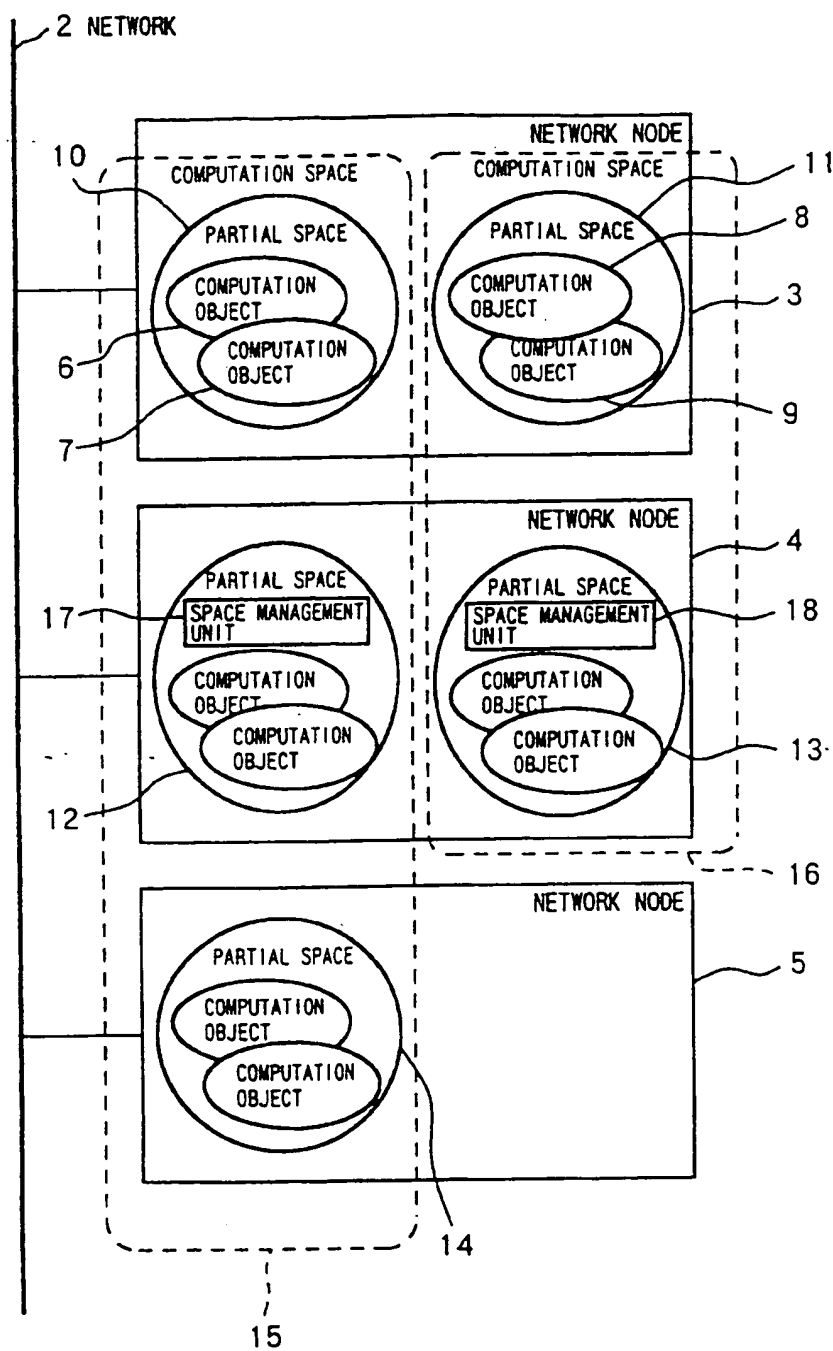 2 NETWORK
NETWORK NODE
10
COMPUTATION SPACE
COMPUTATION SPACE
11
PARTIAL SPACE
PARTIAL SPACE
8
COMPUTATION
OBJECT
COMPUTATION
OBJECT
3
6
COMPUTATION
OBJECT
COMPUTATION
OBJECT
7
9
NETWORK NODE
4
PARTIAL SPACE
PARTIAL SPACE
17
SPACE MANAGEMENT
UNIT
SPACE MANAGEMENT
UNIT
18
COMPUTATION
OBJECT
COMPUTATION
OBJECT
COMPUTATION
OBJECT
COMPUTATION
OBJECT
13
12
16
NETWORK NODE
PARTIAL SPACE
5
COMPUTATION
OBJECT
COMPUTATION
OBJECT
14
15